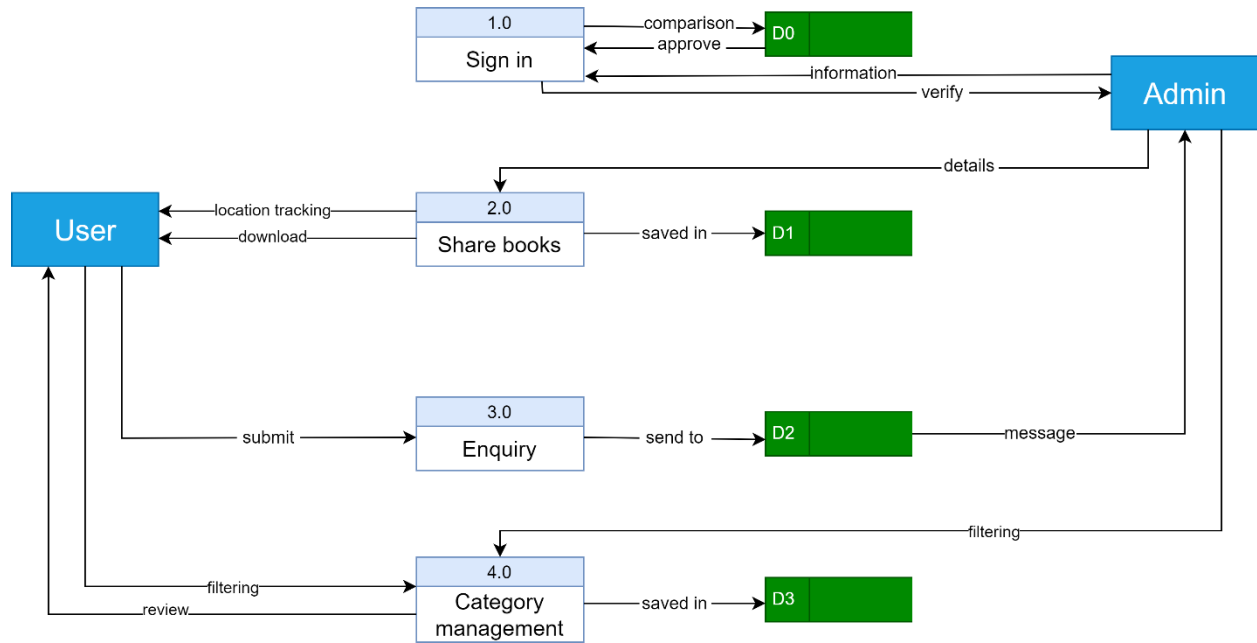 1.0
comparison
D0
approve
Sign in
information
verify
Admin
details
User
location tracking
2.0
download
Share books
saved in
D1
3.0
submit
Enquiry
send to
D2
message
filtering
4.0
filtering
review
Category
management
saved in
D3